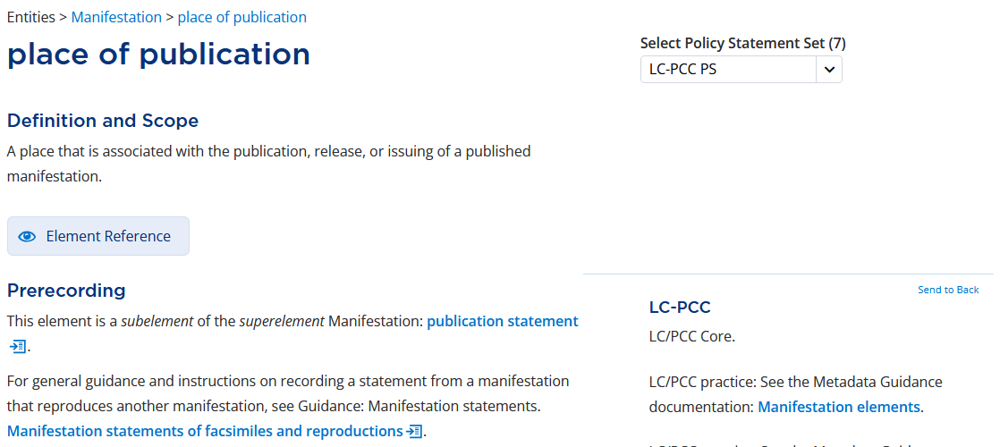 Entities > Manifestation > place of publication
place of publication
Select Policy Statement Set (7)
LC-PCC PS
Definition and Scope
A place that is associated with the publication, release, or issuing of a published
manifestation.
Element Reference
Prerecording
This element is a subelement of the superelement Manifestation: publication statement
.
For general guidance and instructions on recording a statement from a manifestation
that reproduces another manifestation, see Guidance: Manifestation statements.
Manifestation statements of facsimiles and reproductions .
Send to Back
LC-PCC
LC/PCC Core.
LC/PCC practice: See the Metadata Guidance
documentation: Manifestation elements.